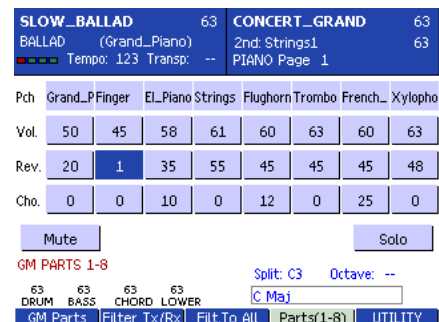 SLOW_BALLAD 63 CONCERT_GRAND 63
BALLAD (Grand_Piano) 2nd: Strings1 63
Tempo: 123 Transp: -- PIANO Page 1
Pch Grand_P Finger El_Piano Strings Flughorn Trombo French_ Xylopho
Vol. 50 45 58 61 60 63 60 63
Rev. 20 1 35 55 45 45 45 48
Cho. 0 0 10 0 12 0 25 0
Mute Solo
GM PARTS 1-8
Split: C3 Octave: --
63 63 63 63
DRUM BASS CHORD LOWER
C Maj
GM Parts Filter Tx/Rx Filt To All Parts(1-8) UTILITY